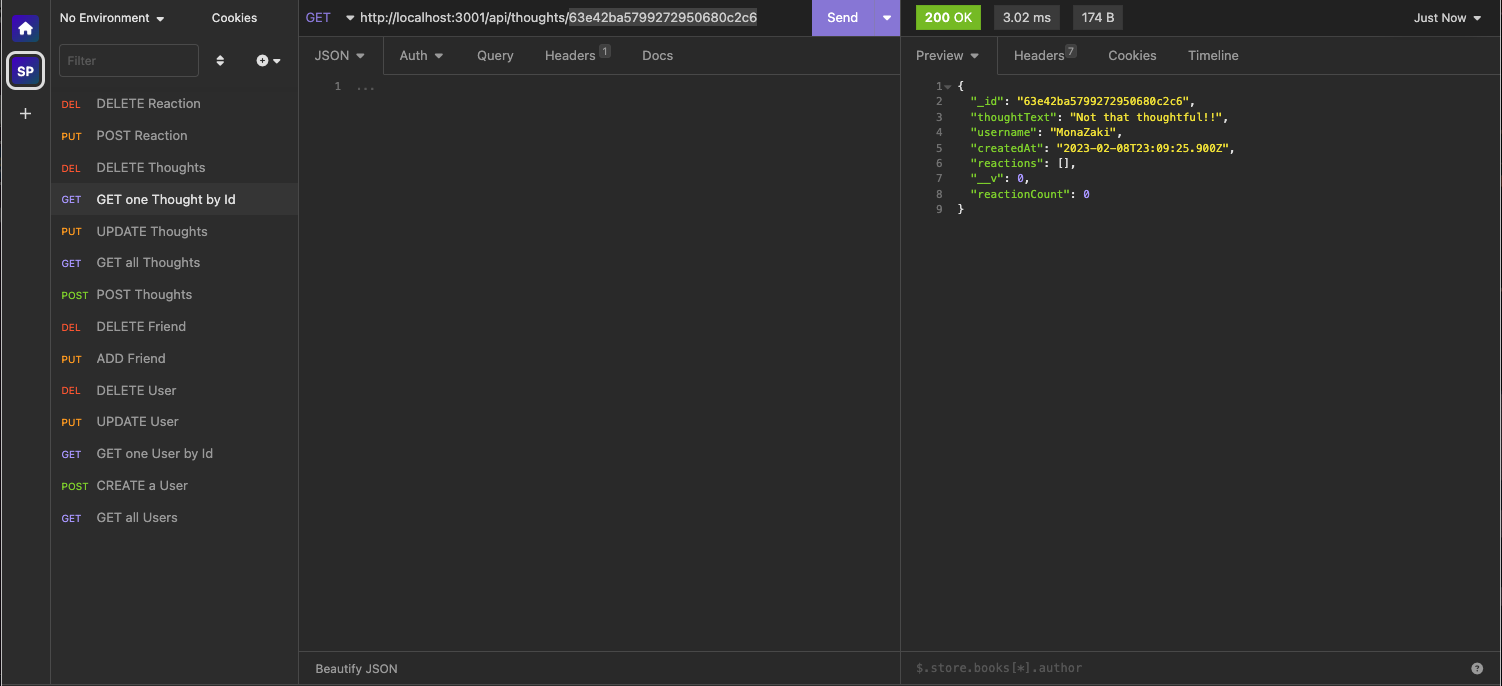 No Environment
Cookies
GET
http://localhost:3001/api/thoughts/63e42ba5799272950680c2c6
Send
200 OK
3.02 ms
174 B
Just Now
SP
Filter
DEL DELETE Reaction
PUT POST Reaction
DEL DELETE Thoughts
GET GET one Thought by Id
PUT UPDATE Thoughts
GET GET all Thoughts
POST POST Thoughts
DEL DELETE Friend
PUT ADD Friend
DEL DELETE User
PUT UPDATE User
GET GET one User by Id
POST CREATE a User
GET GET all Users
JSON
Auth
Query
Headers 1
Docs
1 ...
Beautify JSON
Preview
Headers 7
Cookies
Timeline
1 {
2 "_id": "63e42ba5799272950680c2c6",
3 "thoughtText": "Not that thoughtful!!",
4 "username": "MonaZaki",
5 "createdAt": "2023-02-08T23:09:25.900Z",
6 "reactions": [],
7 "__v": 0,
8 "reactionCount": 0
9 }
$.store.books[*].author
?